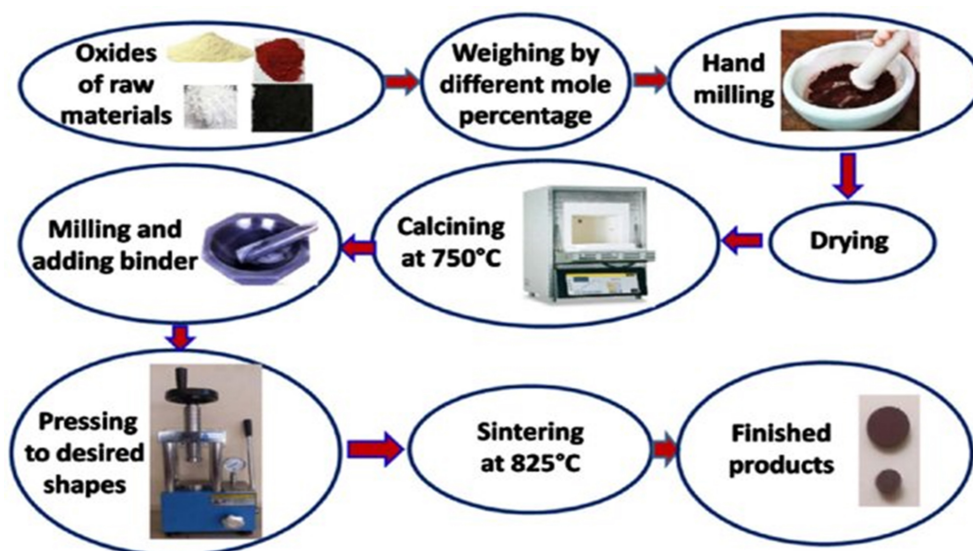 Oxides
of raw
materials
Weighing by
different mole
percentage
Hand
milling
Drying
Calcining
at 750°C
Milling and
adding binder
Pressing
to desired
shapes
Sintering
at 825°C
Finished
products